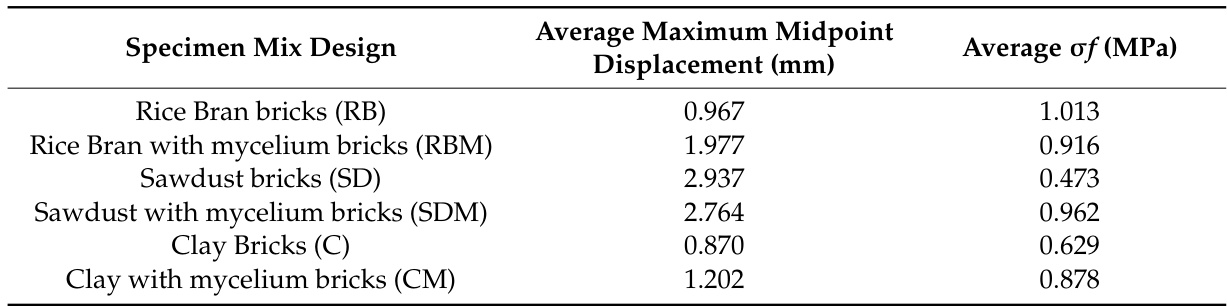 Specimen Mix Design Average Maximum Midpoint Displacement (mm) Average σf (MPa)
Rice Bran bricks (RB) 0.967 1.013
Rice Bran with mycelium bricks (RBM) 1.977 0.916
Sawdust bricks (SD) 2.937 0.473
Sawdust with mycelium bricks (SDM) 2.764 0.962
Clay Bricks (C) 0.870 0.629
Clay with mycelium bricks (CM) 1.202 0.878